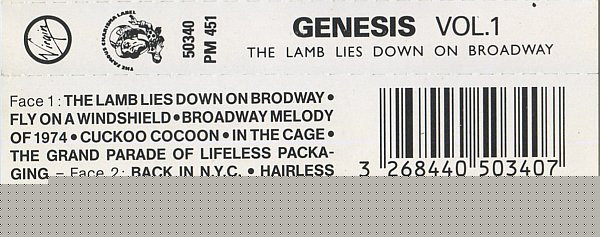 Virgin
THE FAMOUS CHARISMA LABEL
50340
PM 451
GENESIS VOL.1
THE LAMB LIES DOWN ON BROADWAY
Face 1: THE LAMB LIES DOWN ON BRODWAY •
FLY ON A WINDSHIELD • BROADWAY MELODY
OF 1974 • CUCKOO COCOON • IN THE CAGE •
THE GRAND PARADE OF LIFELESS PACKA-
GING – Face 2: BACK IN N.Y.C. • HAIRLESS
3 268440 503407